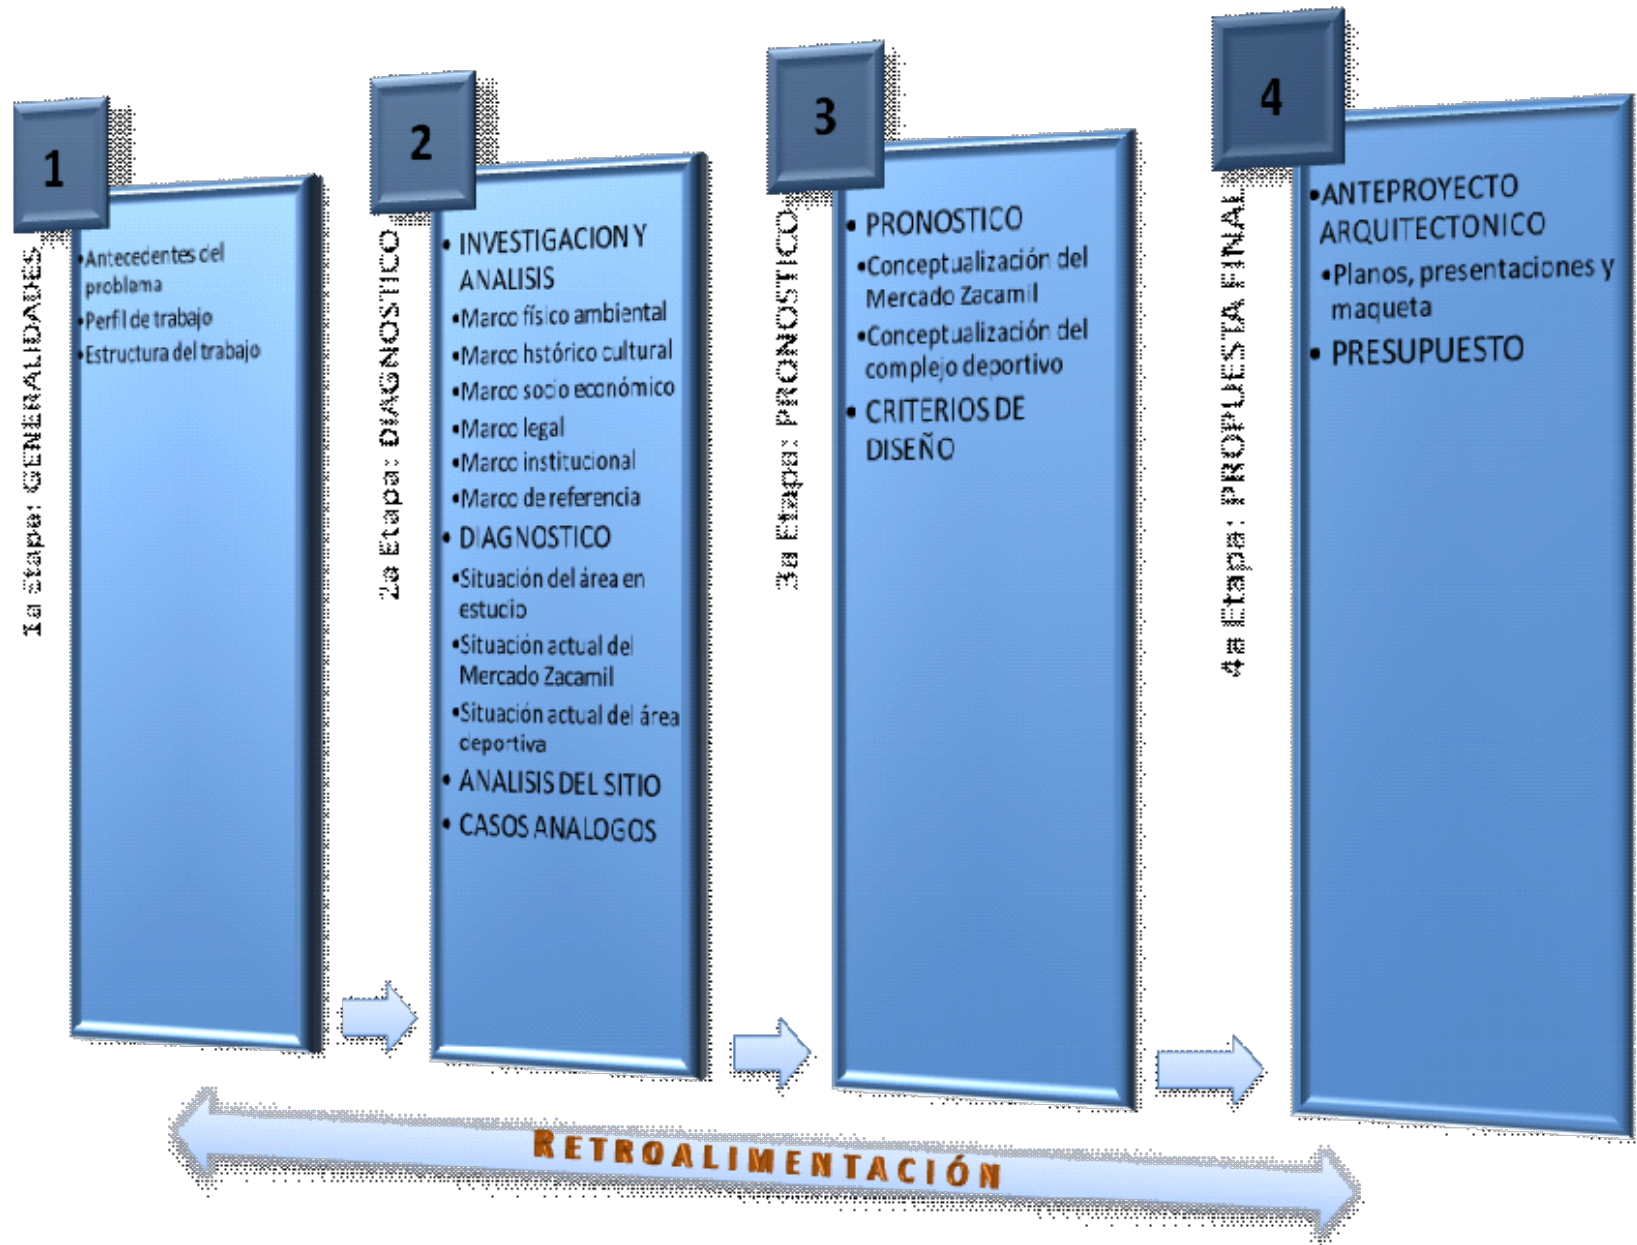 1
1a Etapa: GENERALIDADES
•Antecedentes del
problema
•Perfil de trabajo
•Estructura del trabajo
2
2a Etapa: DIAGNOSTICO
• INVESTIGACION Y
ANALISIS
•Marco físico ambiental
•Marco hstórico cultural
•Marco socio económico
•Marco legal
•Marco institucional
•Marco de referencia
• DIAGNOSTICO
•Situación del área en
estucio
•Situación actual del
Mercado Zacamil
•Situación actual del área
deportiva
• ANALISIS DEL SITIO
• CASOS ANALOGOS
3
3a Etapa: PRONOSTICO
• PRONOSTICO
•Conceptualización del
Mercado Zacamil
•Conceptualización del
complejo deportivo
• CRITERIOS DE
DISEÑO
4
4a Etapa: PROPUESTA FINAL
•ANTEPROYECTO
ARQUITECTONICO
•Planos, presentaciones y
maqueta
• PRESUPUESTO
RETROALIMENTACIÓN